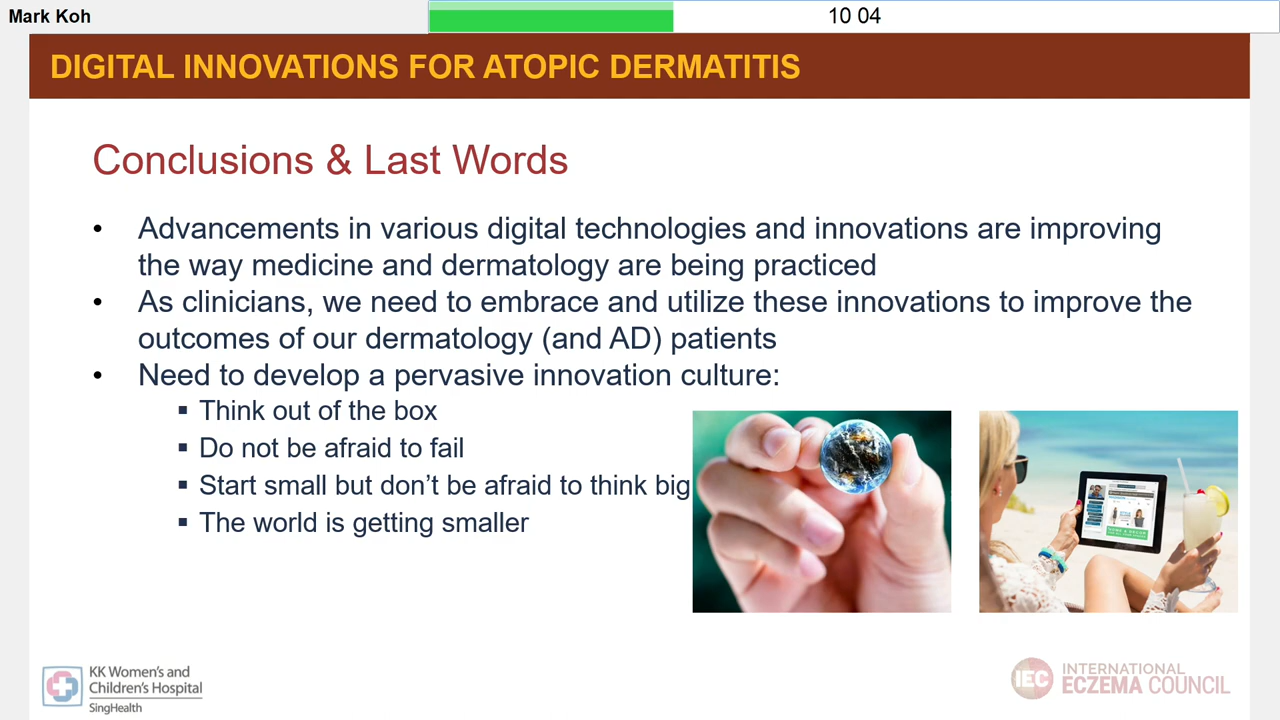 Mark Koh
10 04
DIGITAL INNOVATIONS FOR ATOPIC DERMATITIS
Conclusions & Last Words
• Advancements in various digital technologies and innovations are improving
the way medicine and dermatology are being practiced
• As clinicians, we need to embrace and utilize these innovations to improve the
outcomes of our dermatology (and AD) patients
• Need to develop a pervasive innovation culture:
▪ Think out of the box
▪ Do not be afraid to fail
▪ Start small but don’t be afraid to think big
▪ The world is getting smaller
KK Women’s and
Children’s Hospital
SingHealth
IEC
INTERNATIONAL
ECZEMA COUNCIL